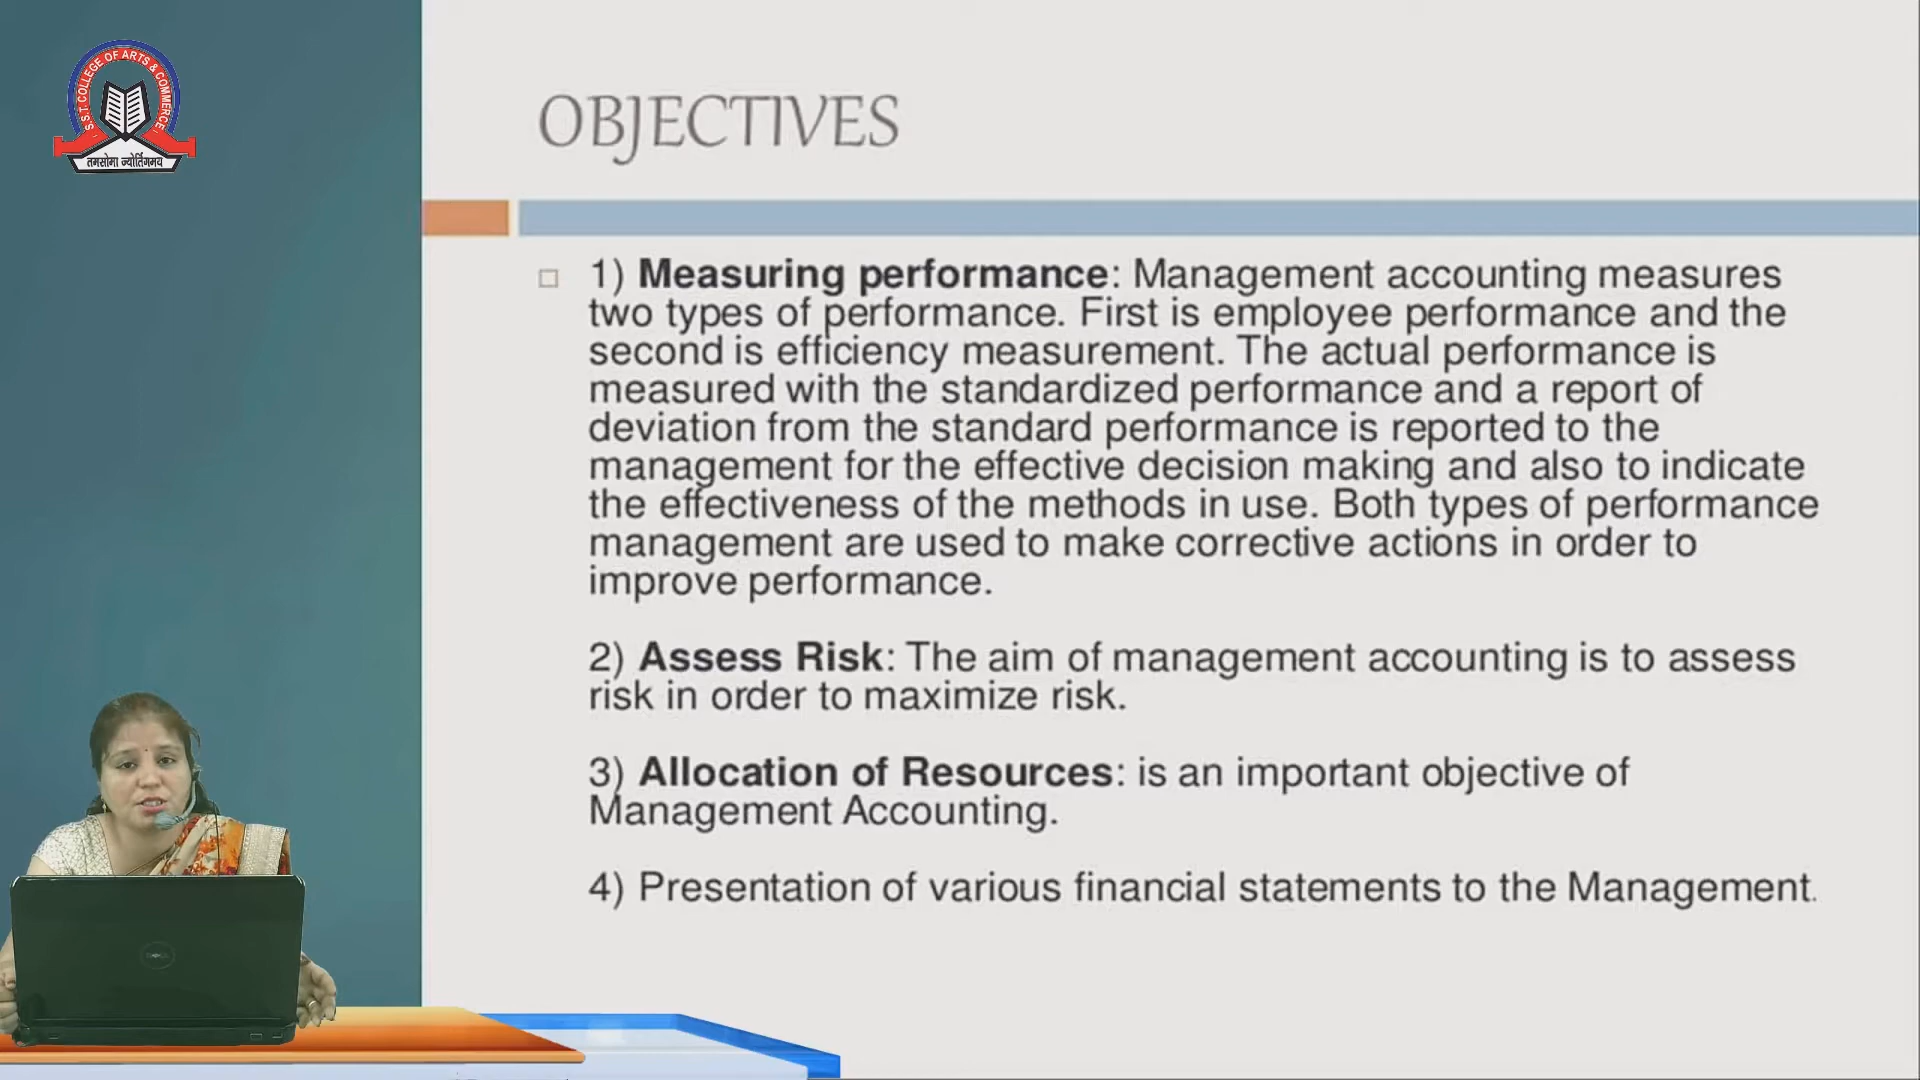 S.S.T. COLLEGE OF ARTS & COMMERCE
तमसोमा ज्योर्तिगमय
OBJECTIVES
1) Measuring performance: Management accounting measures
two types of performance. First is employee performance and the
second is efficiency measurement. The actual performance is
measured with the standardized performance and a report of
deviation from the standard performance is reported to the
management for the effective decision making and also to indicate
the effectiveness of the methods in use. Both types of performance
management are used to make corrective actions in order to
improve performance.
2) Assess Risk: The aim of management accounting is to assess
risk in order to maximize risk.
3) Allocation of Resources: is an important objective of
Management Accounting.
4) Presentation of various financial statements to the Management.
DELL